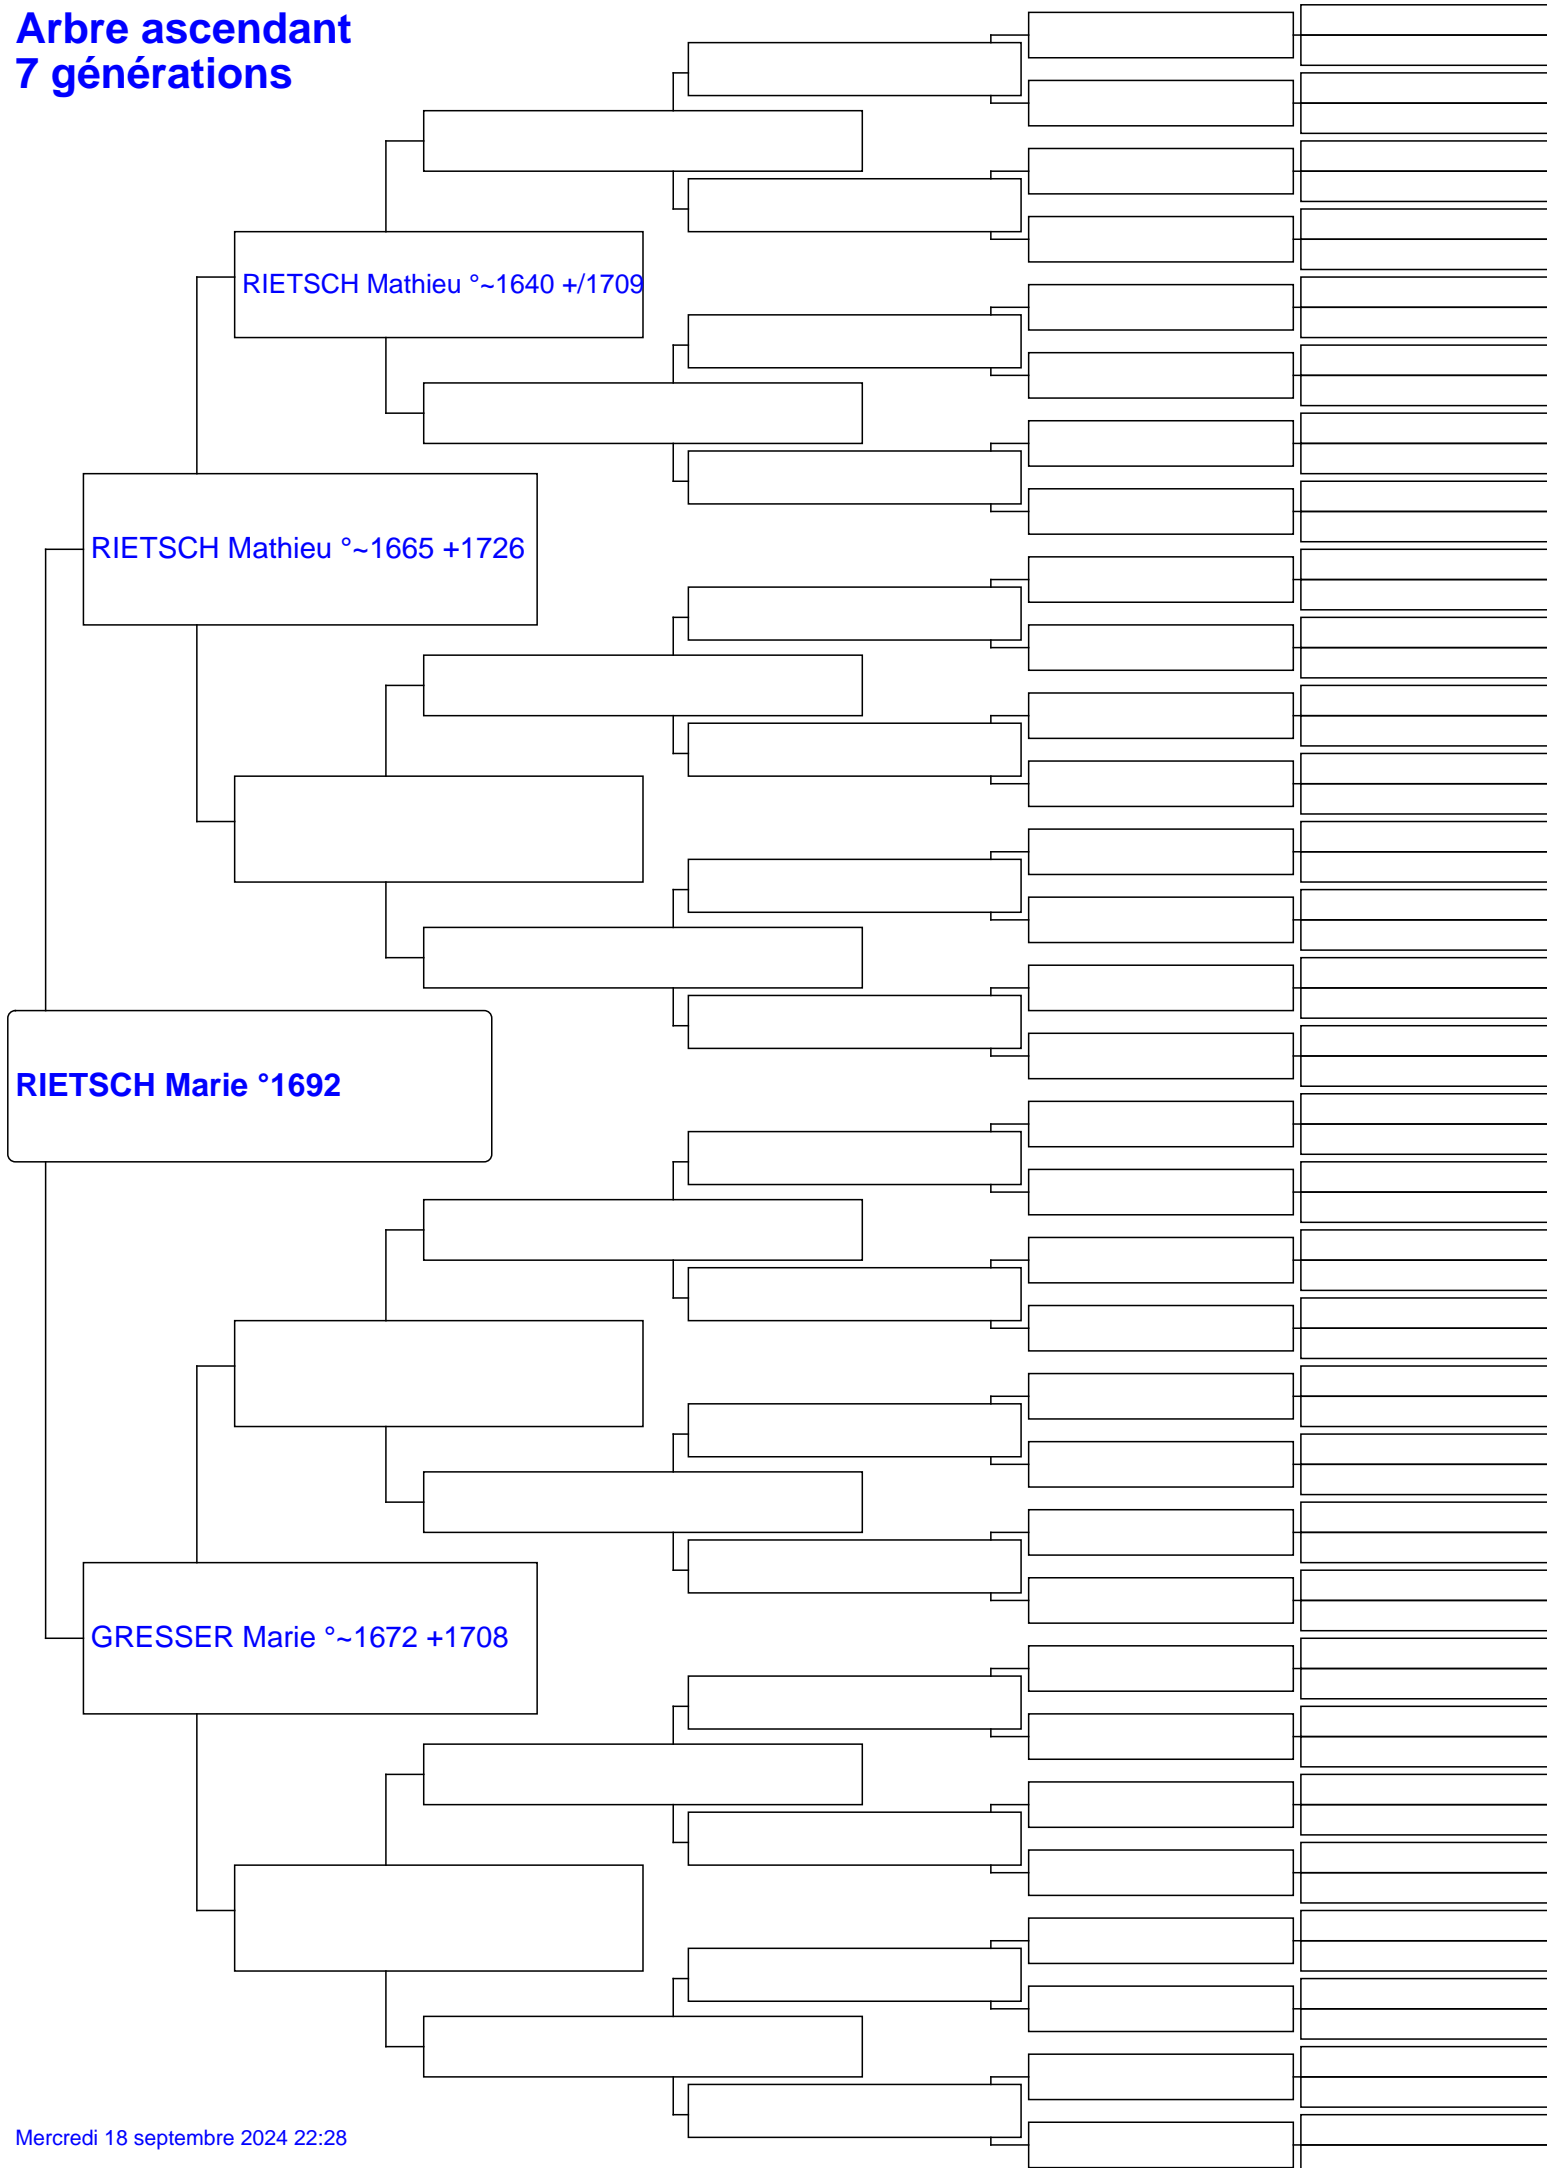 Arbre ascendant
7 générations
RIETSCH Mathieu °~1640 +/1709
RIETSCH Mathieu °~1665 +1726
RIETSCH Marie °1692
GRESSER Marie °~1672 +1708
Mercredi 18 septembre 2024 22:28